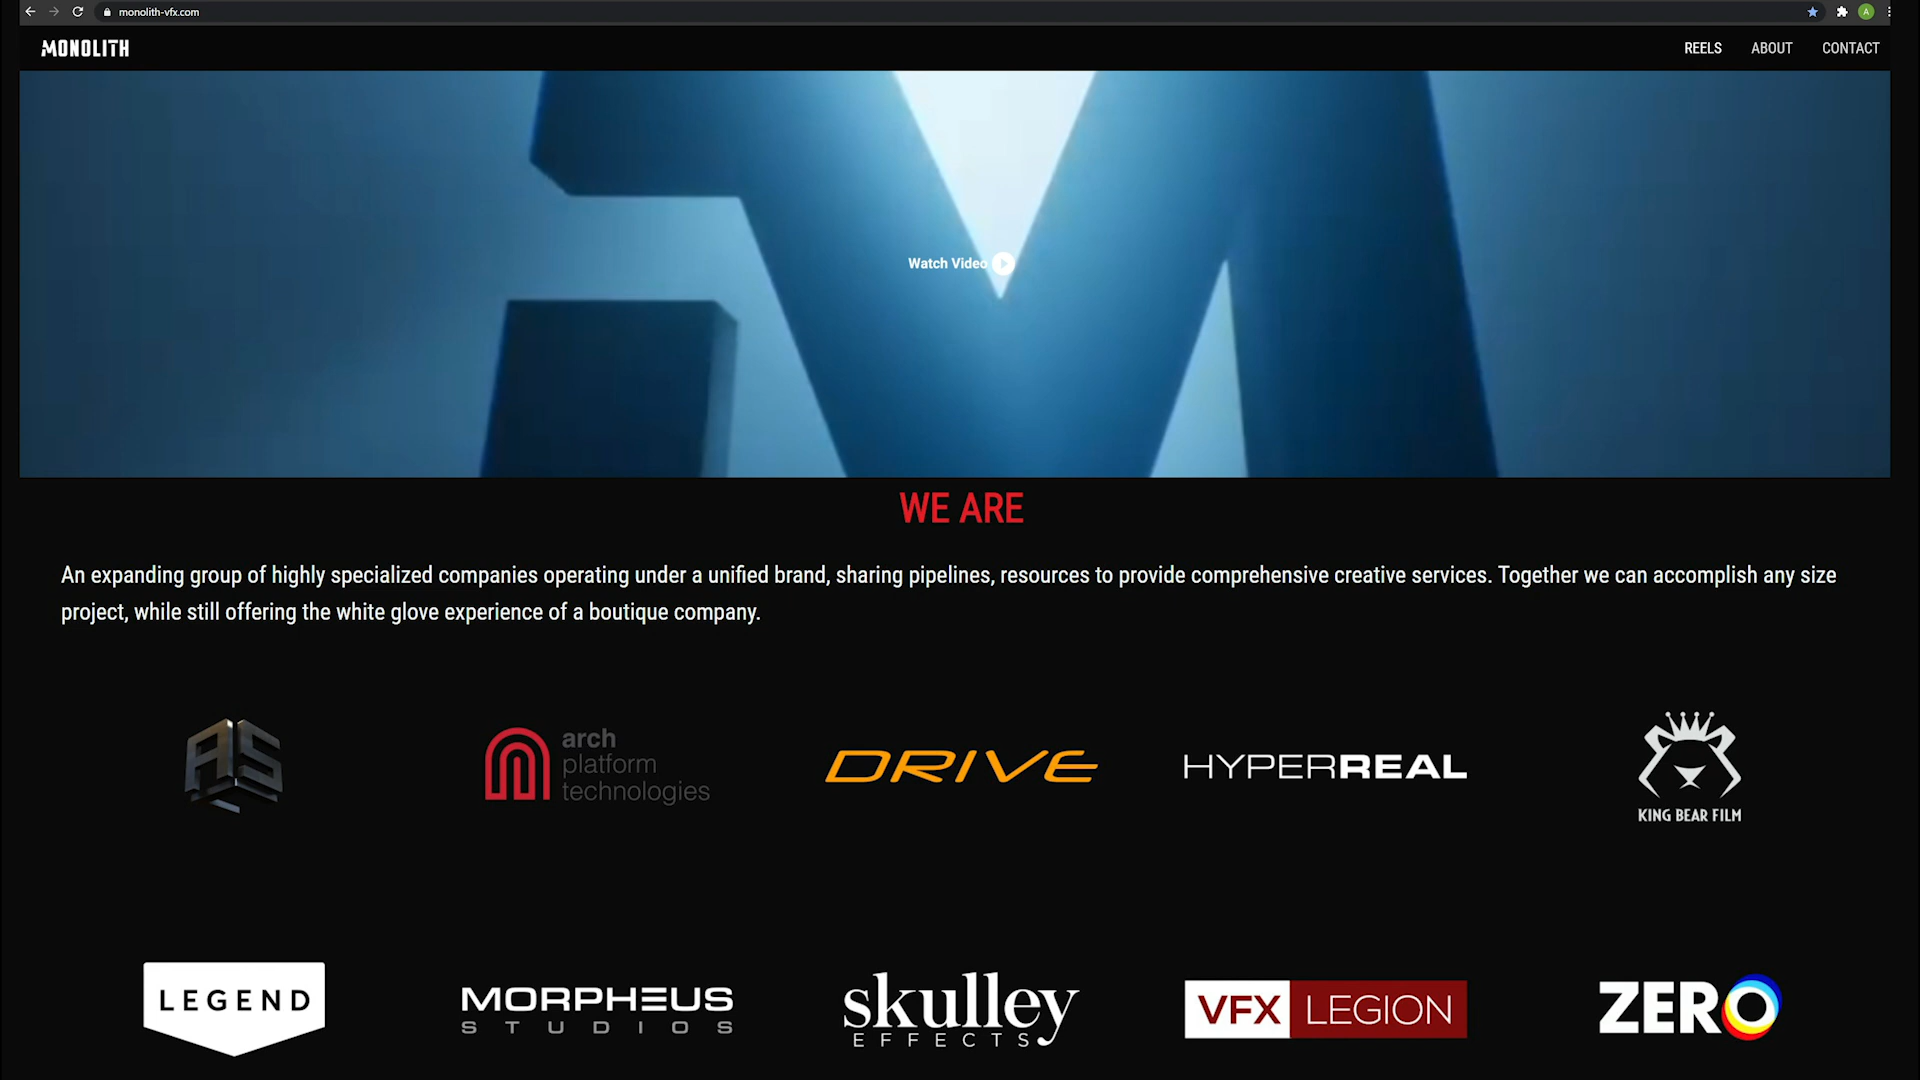 monolith-vfx.com
A
MONOLITH
REELS ABOUT CONTACT
Watch Video
WE ARE
An expanding group of highly specialized companies operating under a unified brand, sharing pipelines, resources to provide comprehensive creative services. Together we can accomplish any size
project, while still offering the white glove experience of a boutique company.
AS
arch
platform
technologies
DRIVE
HYPERREAL
KING BEAR FILM
LEGEND
MORPHEUS
STUDIOS
skulley
EFFECTS
VFX LEGION
ZERO